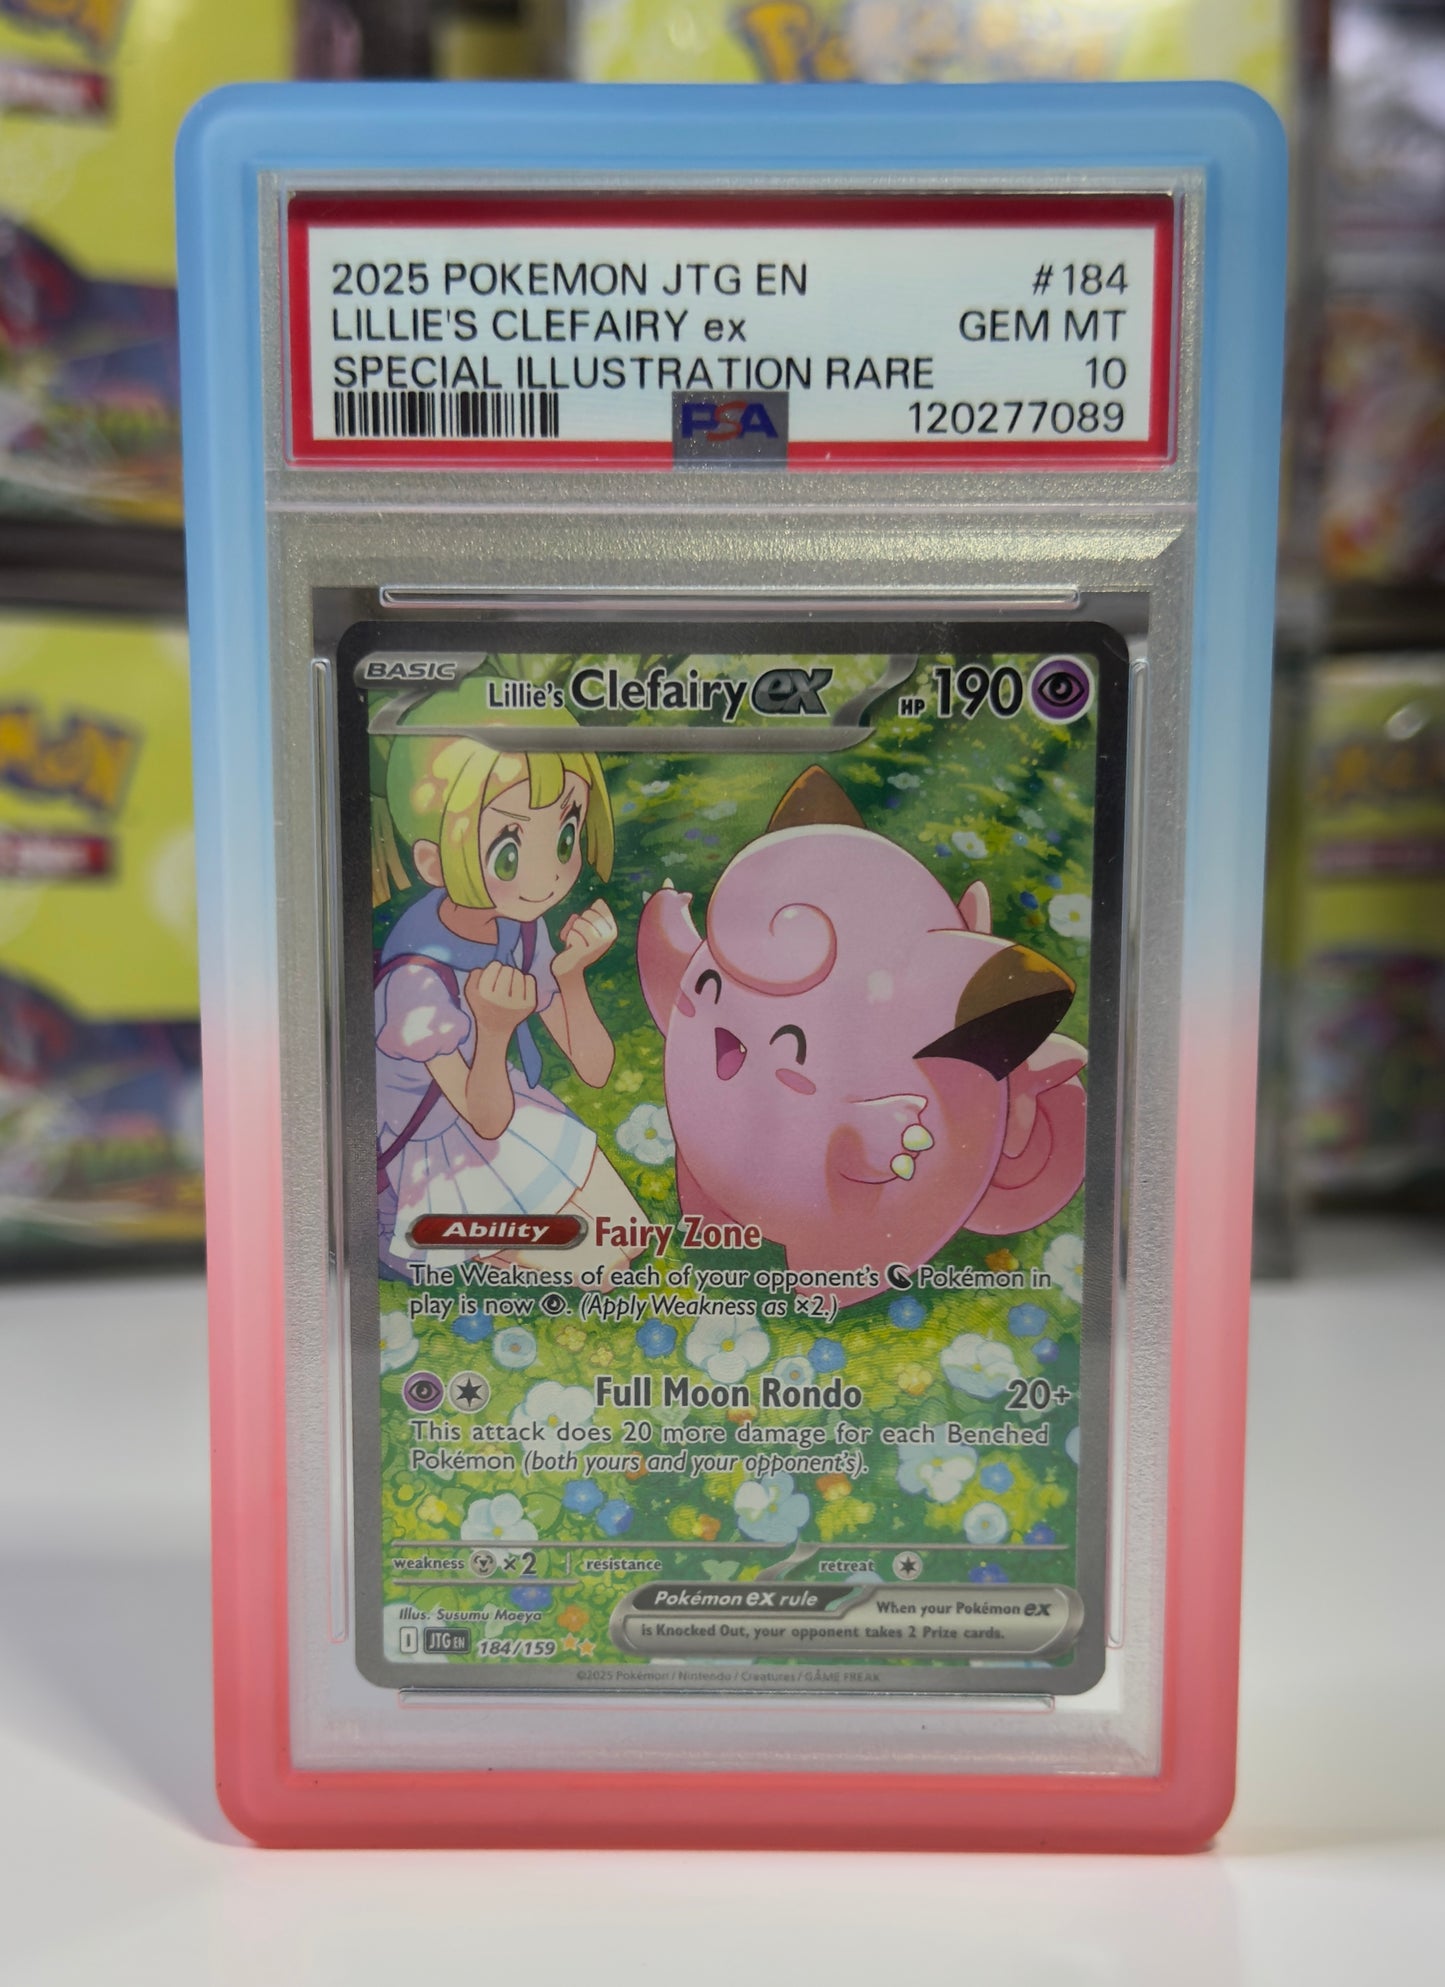 2025 POKEMON JTG EN #184
LILLIE'S CLEFAIRY ex GEM MT
SPECIAL ILLUSTRATION RARE 10
PSA 120277089
BASIC Lillie's Clefairy ex HP 190
Ability Fairy Zone
The Weakness of each of your opponent's Pokémon in
play is now . (Apply Weakness as ×2.)
Full Moon Rondo 20+
This attack does 20 more damage for each Benched
Pokémon (both yours and your opponent's).
weakness ×2 resistance retreat
Illus. Susumu Maeya
Pokémon ex rule When your Pokémon ex
is Knocked Out, your opponent takes 2 Prize cards.
I JTG EN 184/159
©2025 Pokémon / Nintendo / Creatures / GAME FREAK